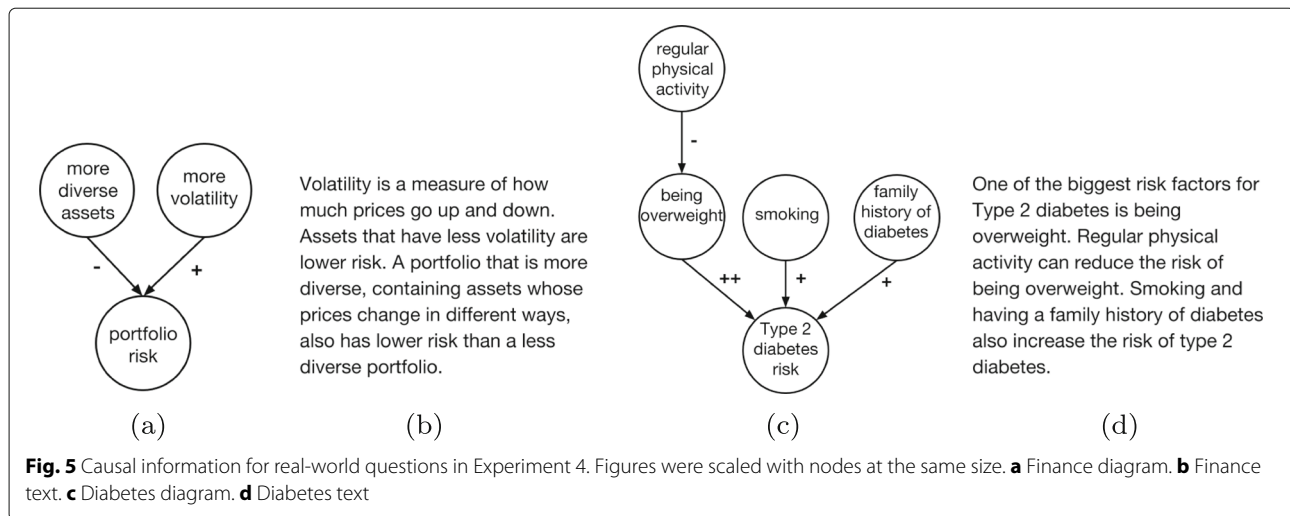 more
diverse
assets
more
volatility
-
+
portfolio
risk
(a)
Volatility is a measure of how
much prices go up and down.
Assets that have less volatility are
lower risk. A portfolio that is more
diverse, containing assets whose
prices change in different ways,
also has lower risk than a less
diverse portfolio.
(b)
regular
physical
activity
-
being
overweight
smoking
family
history of
diabetes
++
+
+
Type 2
diabetes
risk
(c)
One of the biggest risk factors for
Type 2 diabetes is being
overweight. Regular physical
activity can reduce the risk of
being overweight. Smoking and
having a family history of diabetes
also increase the risk of type 2
diabetes.
(d)
Fig. 5 Causal information for real-world questions in Experiment 4. Figures were scaled with nodes at the same size. a Finance diagram. b Finance
text. c Diabetes diagram. d Diabetes text